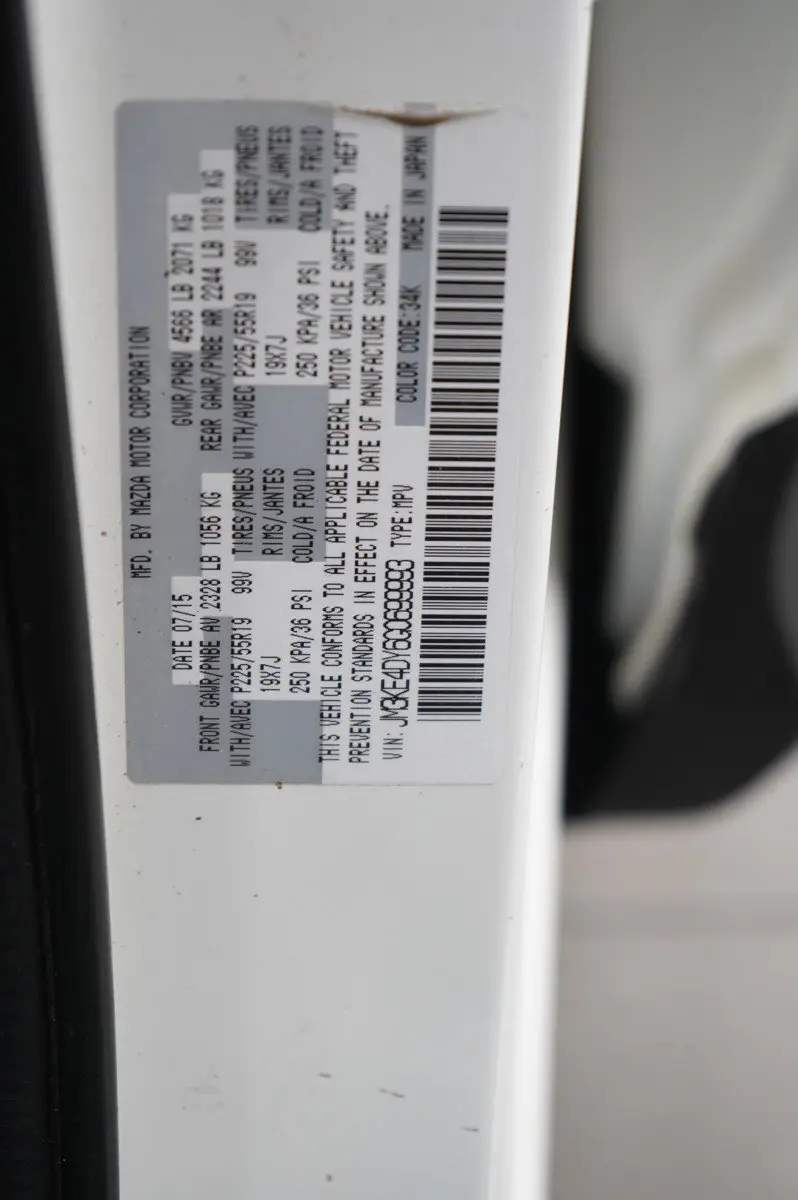 MFD. BY MAZDA MOTOR CORPORATION
DATE 07/15 GVWR/PNBV 4566 LB 2071 KG
FRONT GAWR/PNBE AV 2328 LB 1056 KG REAR GAWR/PNBE AR 2244 LB 1018 KG
WITH/AVEC P225/55R19 99V TIRES/PNEUS WITH/AVEC P225/55R19 99V TIRES/PNEUS
19X7J RIMS/JANTES 19X7J RIMS/JANTES
250 KPA/36 PSI COLD/A FROID 250 KPA/36 PSI COLD/A FROID
THIS VEHICLE CONFORMS TO ALL APPLICABLE FEDERAL MOTOR VEHICLE SAFETY AND THEFT
PREVENTION STANDARDS IN EFFECT ON THE DATE OF MANUFACTURE SHOWN ABOVE.
VIN: JM3KE4DY6G0699993 TYPE:MPV COLOR CODE:34K MADE IN JAPAN